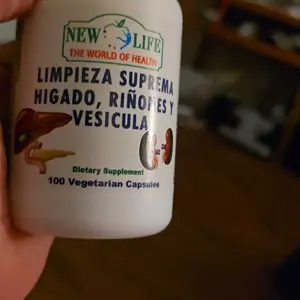 NEW LIFE
THE WORLD OF HEALTH
LIMPIEZA SUPREMA
HIGADO, RIÑONES Y
VESICULA
Dietary Supplement
100 Vegetarian Capsules